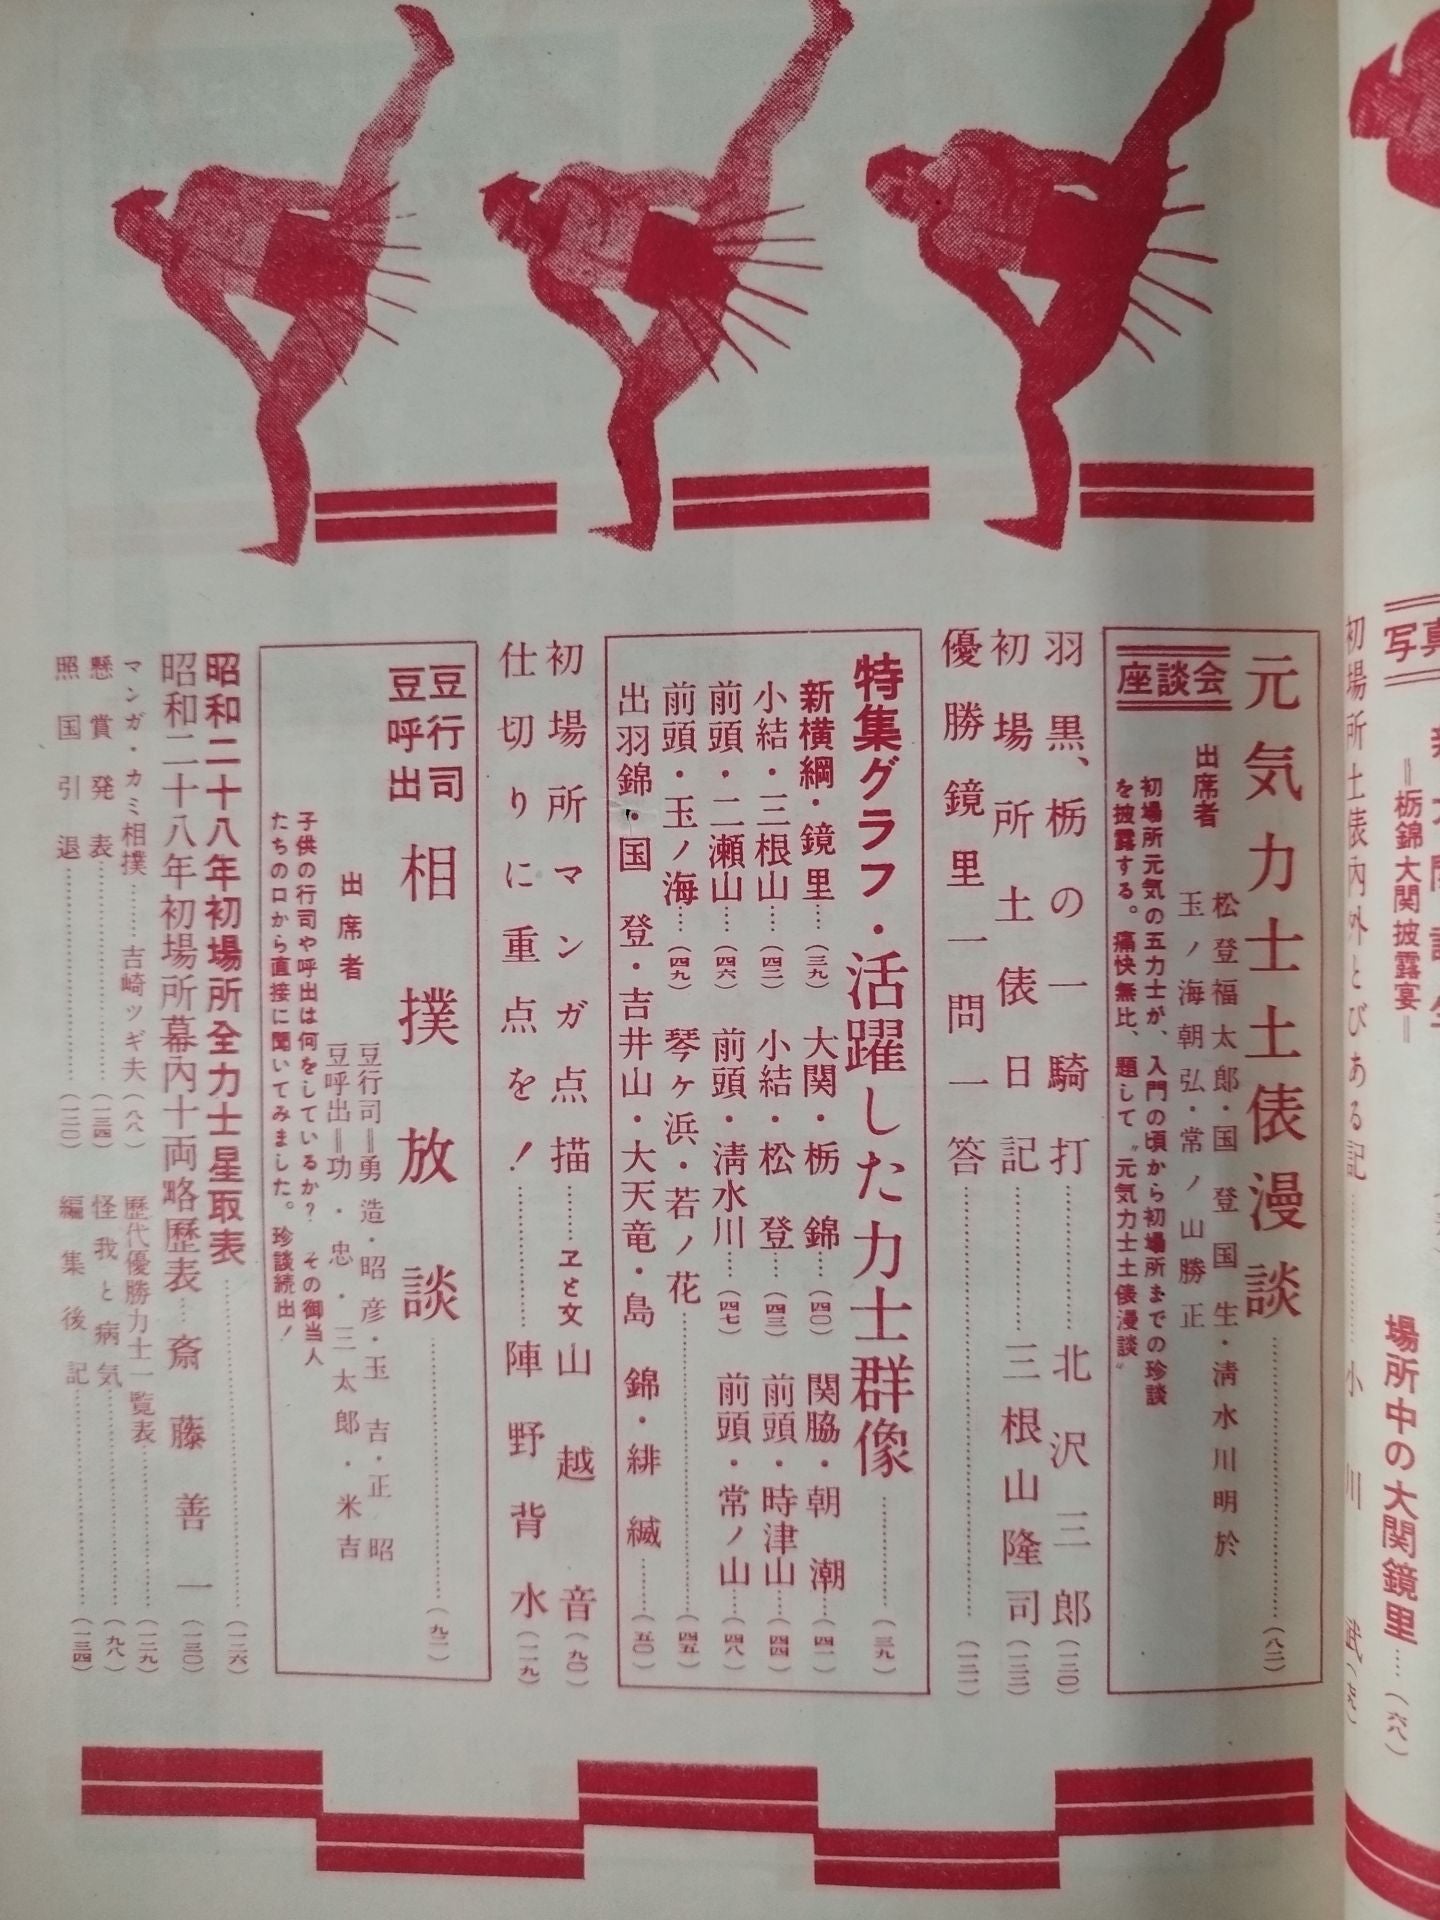 写真
〓栃錦大関披露宴〓
場所中の大関鏡里……(六八)
初場所土俵內外とびある記…………小川武
元気力士土俵漫談…………(八二)
座談会
出席者
松登福太郎・国登国生・清水川明於
玉ノ海朝弘・常ノ山勝正
初場所元気の五力士が、入門の頃から初場所までの珍談
を披露する。痛快無比、題して〝元気力士土俵漫談〟
羽黒、栃の一騎打…………北沢三郎(一二〇)
初場所土俵日記…………三根山隆司(一二三)
優勝鏡里一問一答…………(一二二)
特集グラフ・活躍した力士群像…………(三九)
新横綱・鏡里……(三九) 大関・栃錦……(四〇) 関脇・朝潮……(四一)
小結・三根山……(四二) 小結・松登……(四三) 前頭・時津山……(四四)
前頭・二瀬山……(四六) 前頭・清水川……(四七) 前頭・常ノ山……(四八)
前頭・玉ノ海……(四九) 琴ヶ浜・若ノ花…………(四五)
出羽錦・国登・吉井山・大天竜・島錦・緋縅……(五〇)
初場所マンガ点描……ヱと文 山越音(九〇)
仕切りに重点を!…………陣野背水(一一九)
豆行司
豆呼出
相撲放談…………(九二)
出席者
豆行司〓勇造・昭彦・玉吉・正昭
豆呼出〓功・忠・三太郎・米吉
子供の行司や呼出は何をしているか? その御当人
たちの口から直接に聞いてみました。珍談続出!
昭和二十八年初場所全力士星取表…………(一二六)
昭和二十八年初場所幕內十両略歴表……斎藤善一(一三〇)
マンガ・カミ相撲……吉崎ツギ夫(八八) 歴代優勝力士一覧表…………(一二九)
懸賞発表…………(一三四) 怪我と病気…………(九八)
照国引退…………(一二〇) 編集後記…………(一三四)